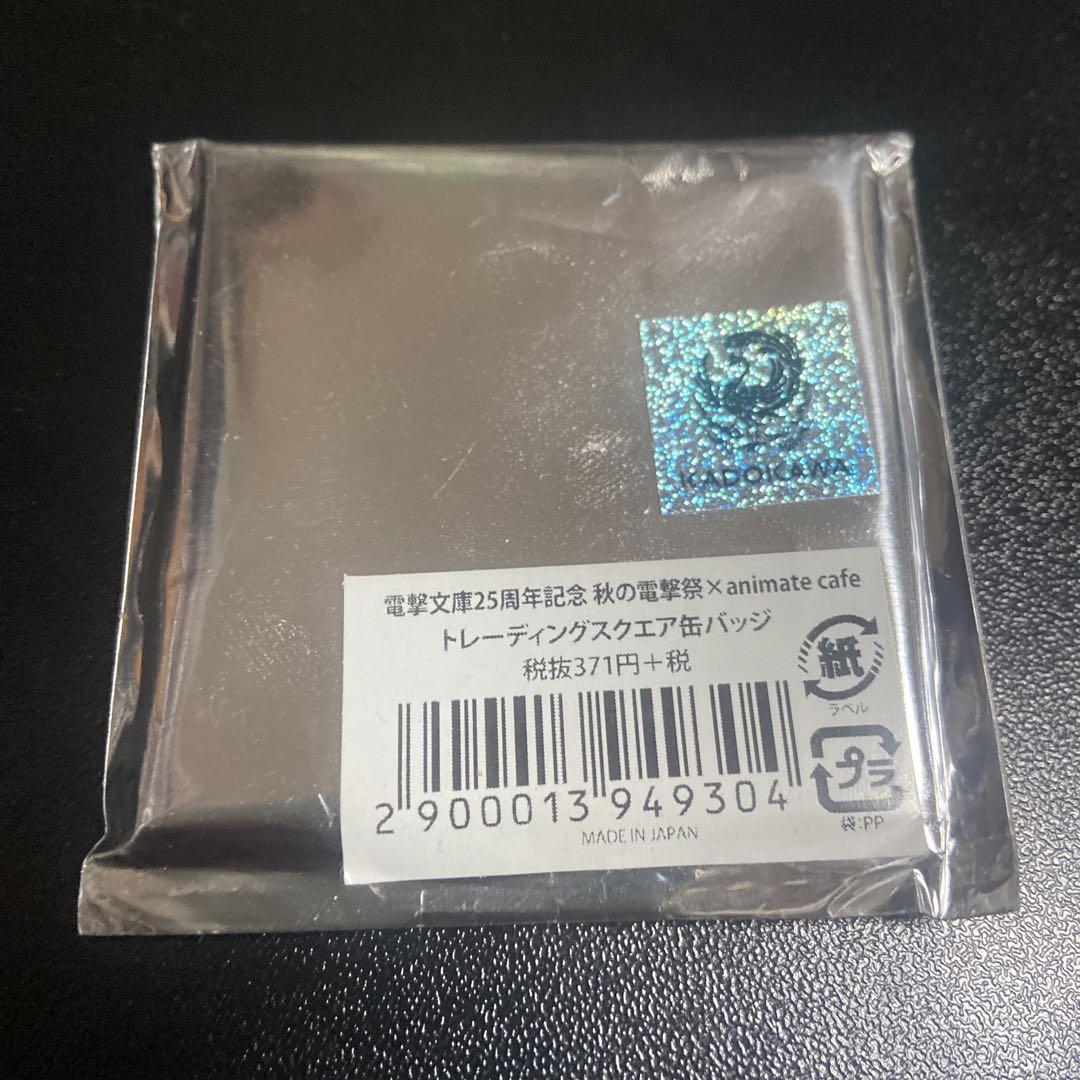 KADOKAWA
電撃文庫25周年記念 秋の電撃祭×animate cafe
トレーディングスクエア缶バッジ
税抜371円+税
紙
ラベル
プラ
袋:PP
2 900013 949304
MADE IN JAPAN